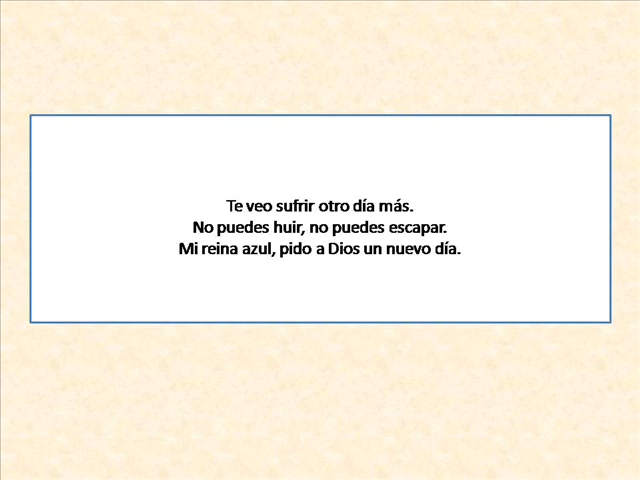 Te veo sufrir otro día más.
No puedes huir, no puedes escapar.
Mi reina azul, pido a Dios un nuevo día.